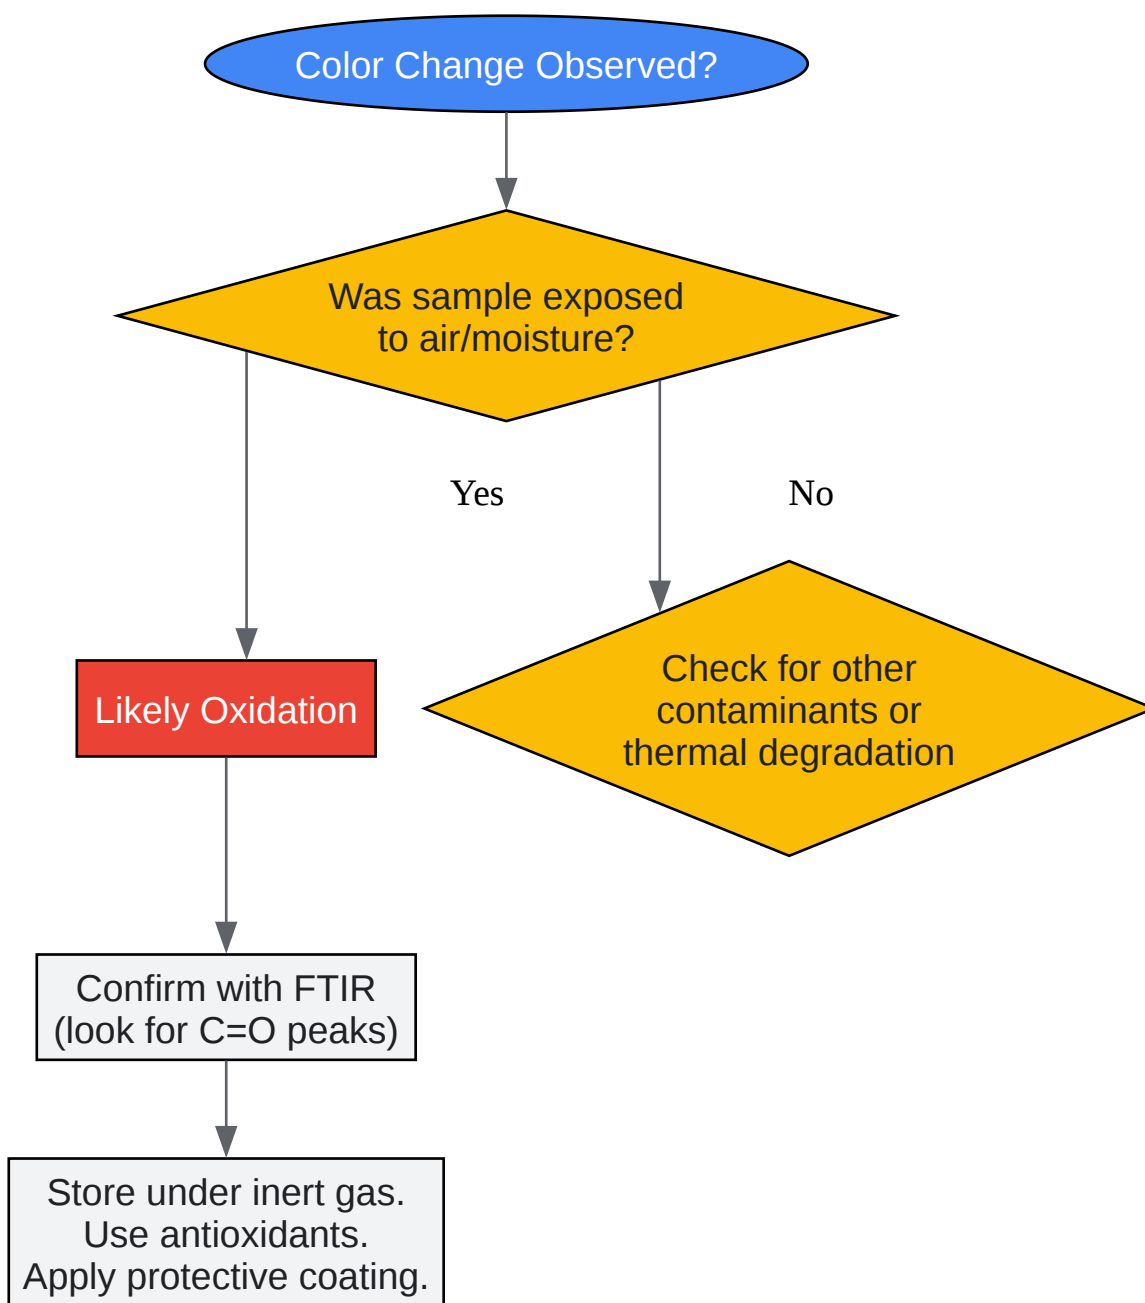 Color Change Observed?
Was sample exposed
to air/moisture?
Yes
No
Likely Oxidation
Check for other
contaminants or
thermal degradation
Confirm with FTIR
(look for C=O peaks)
Store under inert gas.
Use antioxidants.
Apply protective coating.